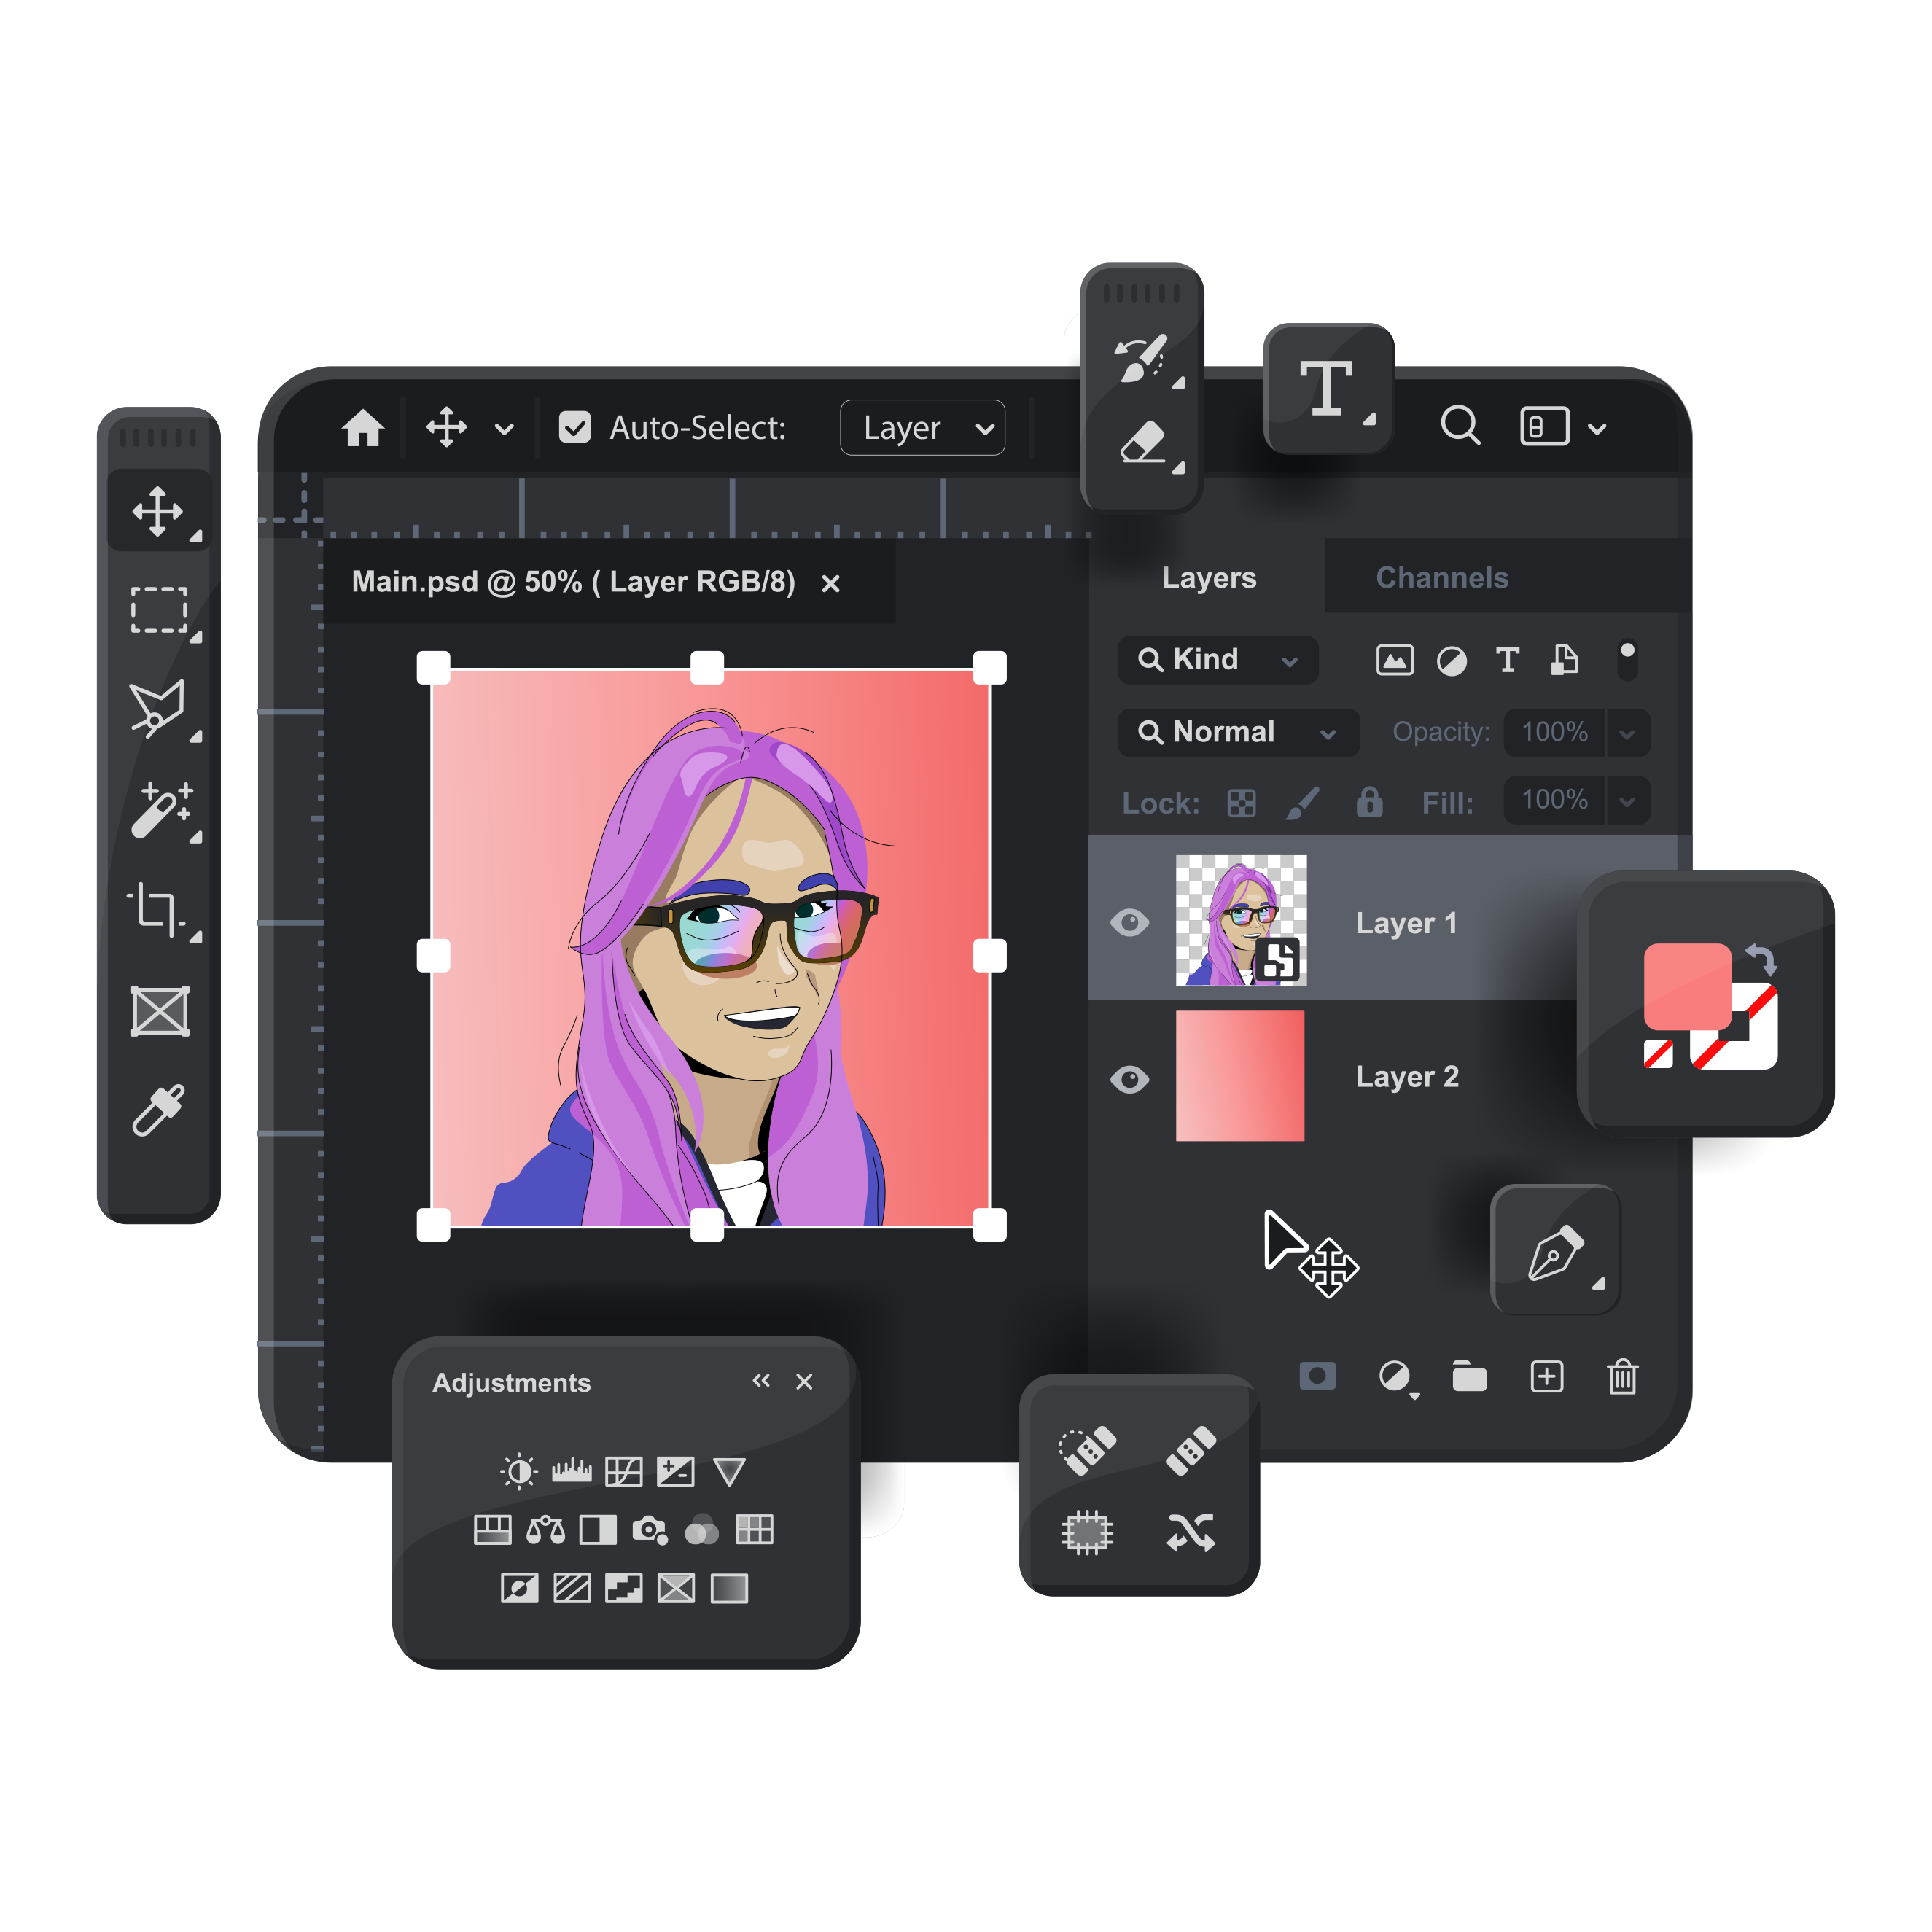 Auto-Select: Layer
Main.psd @ 50% ( Layer RGB/8)
Layers Channels
Kind
Normal Opacity: 100%
Lock: Fill: 100%
Layer 1
Layer 2
Adjustments